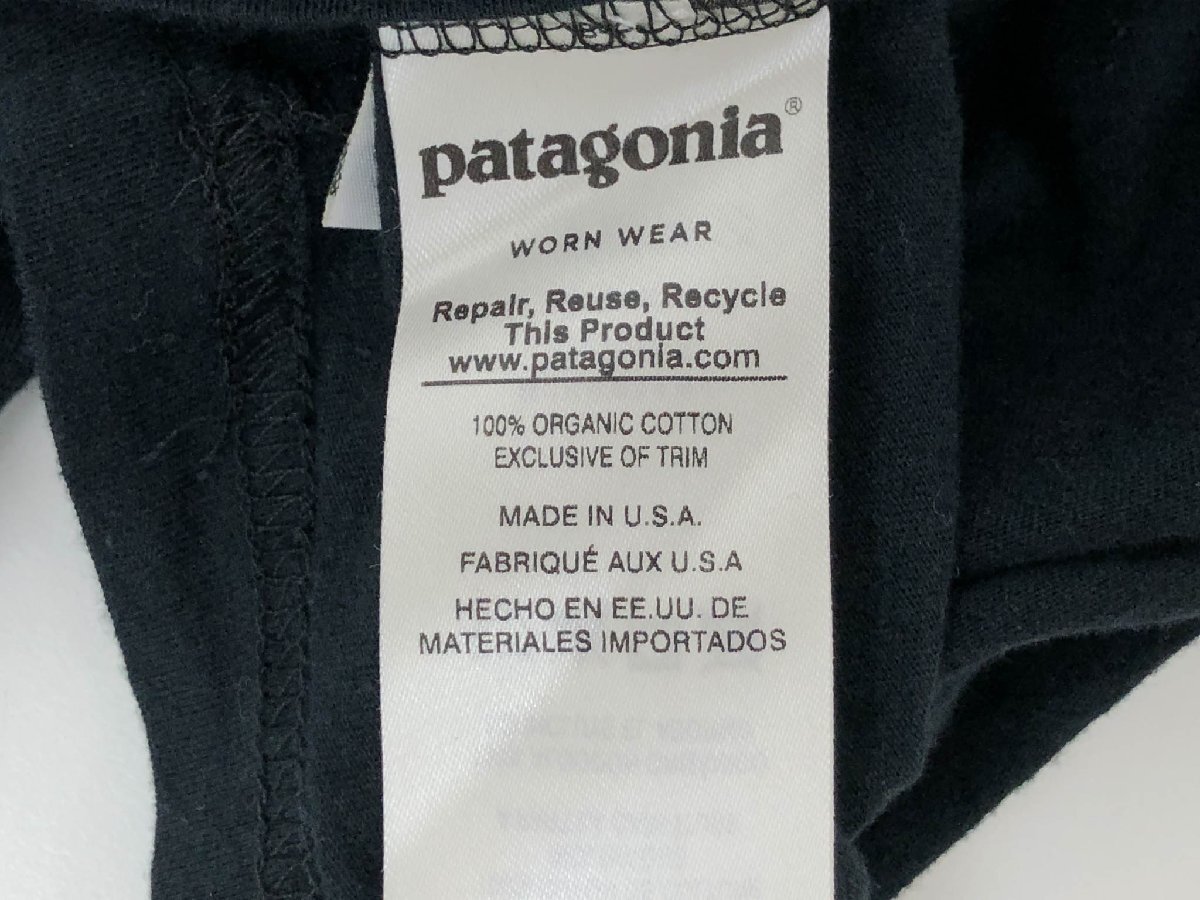 patagonia®
WORN WEAR
Repair, Reuse, Recycle
This Product
www.patagonia.com
100% ORGANIC COTTON
EXCLUSIVE OF TRIM
MADE IN U.S.A.
FABRIQUÉ AUX U.S.A
HECHO EN EE.UU. DE
MATERIALES IMPORTADOS